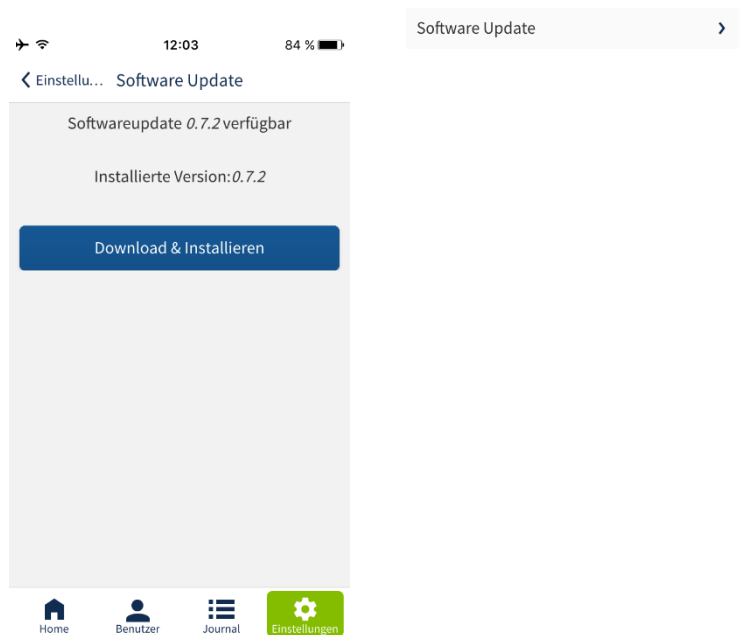 12:03
84 %
Einstellu... Software Update
Softwareupdate 0.7.2 verfügbar
Installierte Version:0.7.2
Download & Installieren
Home
Benutzer
Journal
Einstellungen
Software Update